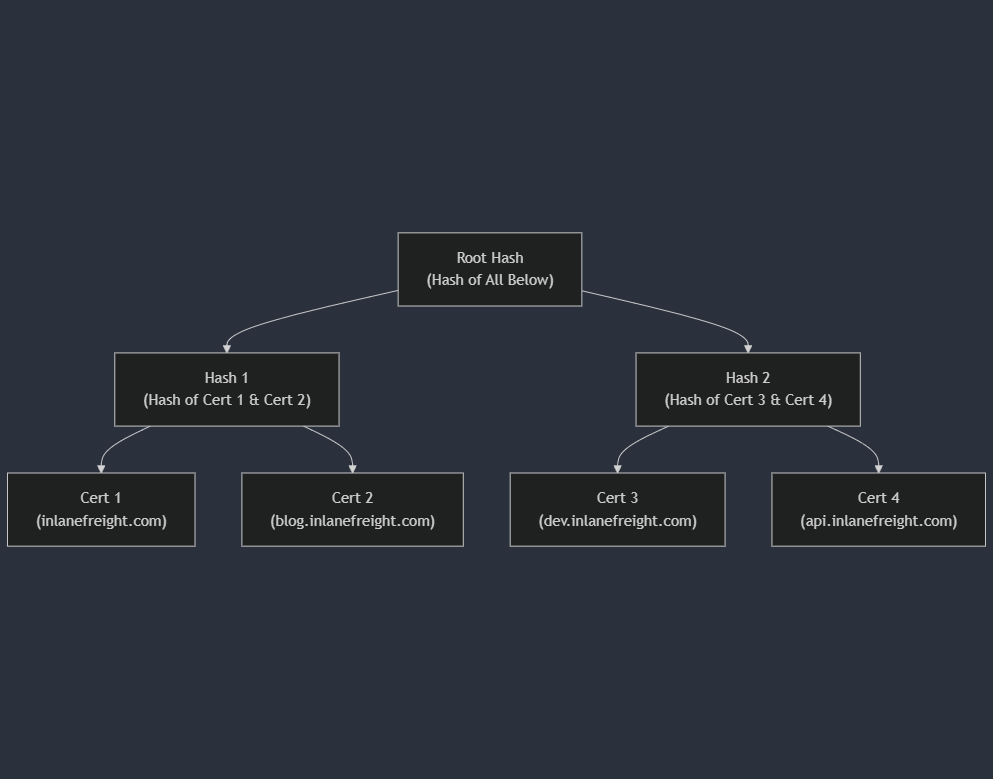 Root Hash
(Hash of All Below)
Hash 1
(Hash of Cert 1 & Cert 2)
Hash 2
(Hash of Cert 3 & Cert 4)
Cert 1
(inlanefreight.com)
Cert 2
(blog.inlanefreight.com)
Cert 3
(dev.inlanefreight.com)
Cert 4
(api.inlanefreight.com)